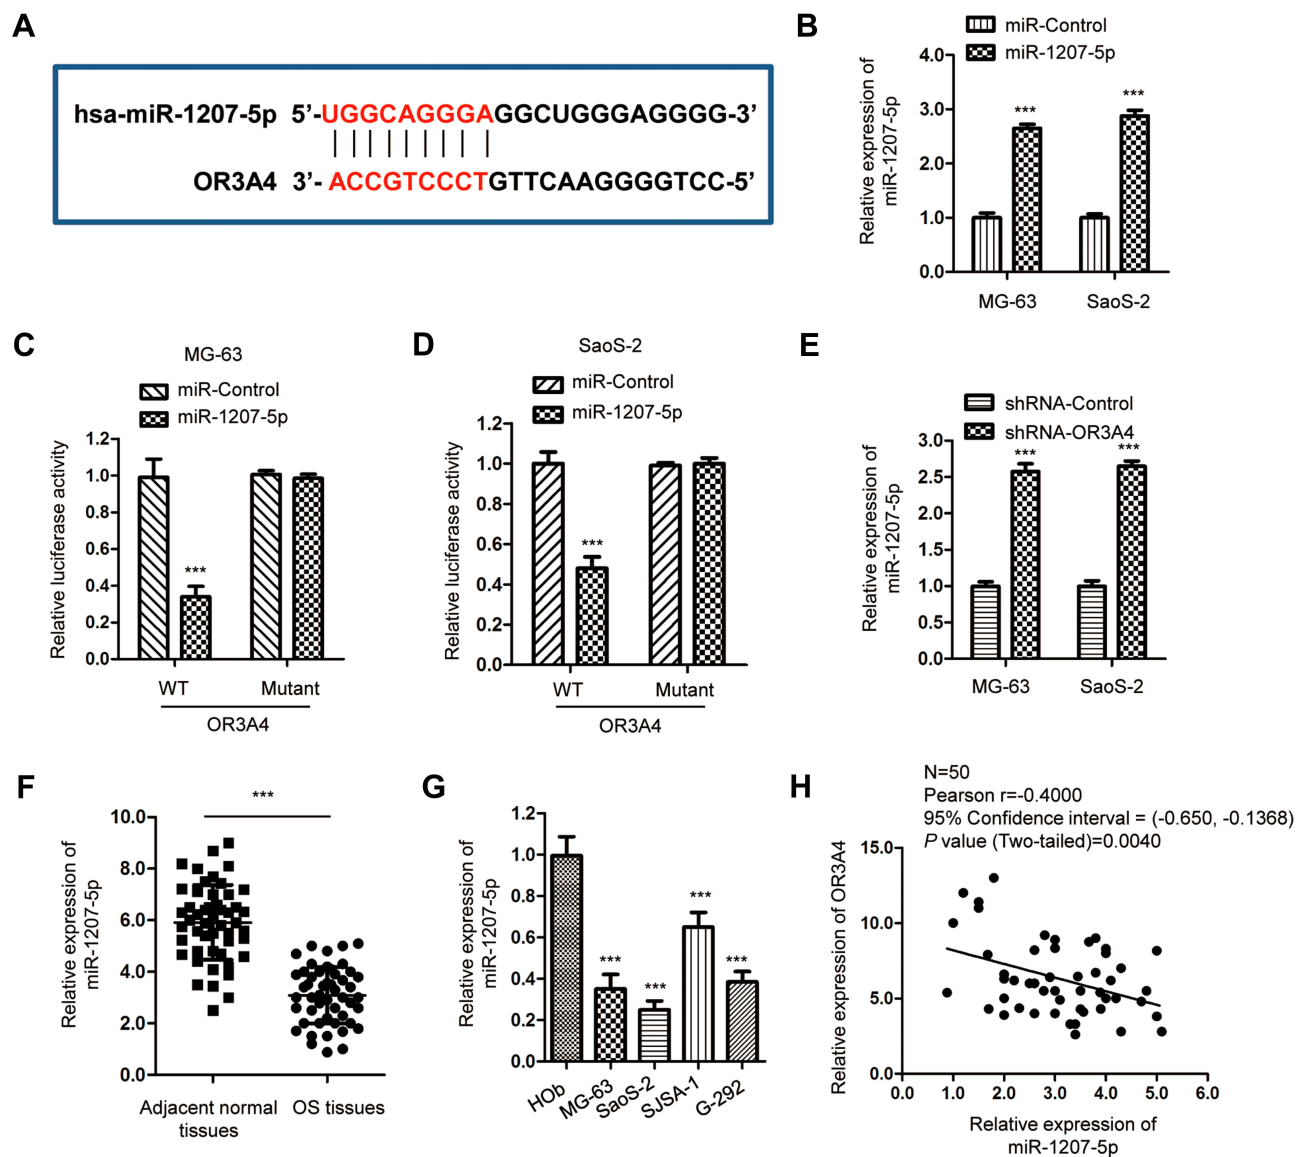 A
hsa-miR-1207-5p 5’-UGGCAGGGAGGCUGGGAGGGG-3’
OR3A4 3’- ACCGTCCCTGTTCAAGGGGTCC-5’
B
miR-Control
miR-1207-5p
Relative expression of
miR-1207-5p
4.0
3.0
2.0
1.0
0.0
***
***
MG-63
SaoS-2
C
MG-63
miR-Control
miR-1207-5p
Relative luciferase activity
1.2
1.0
0.8
0.6
0.4
0.2
0.0
***
WT
Mutant
OR3A4
D
SaoS-2
miR-Control
miR-1207-5p
Relative luciferase activity
1.2
1.0
0.8
0.6
0.4
0.2
0.0
***
WT
Mutant
OR3A4
E
shRNA-Control
shRNA-OR3A4
Relative expression of
miR-1207-5p
3.0
2.5
2.0
1.5
1.0
0.5
0.0
***
***
MG-63
SaoS-2
F
***
Relative expression of
miR-1207-5p
10.0
8.0
6.0
4.0
2.0
0.0
Adjacent normal
tissues
OS tissues
G
Relative expression of
miR-1207-5p
1.2
1.0
0.8
0.6
0.4
0.2
0.0
***
***
***
***
HOb
MG-63
SaoS-2
SJSA-1
G-292
H
N=50
Pearson r=-0.4000
95% Confidence interval = (-0.650, -0.1368)
P value (Two-tailed)=0.0040
Relative expression of OR3A4
15.0
10.0
5.0
0.0
0.0 1.0 2.0 3.0 4.0 5.0 6.0
Relative expression of
miR-1207-5p